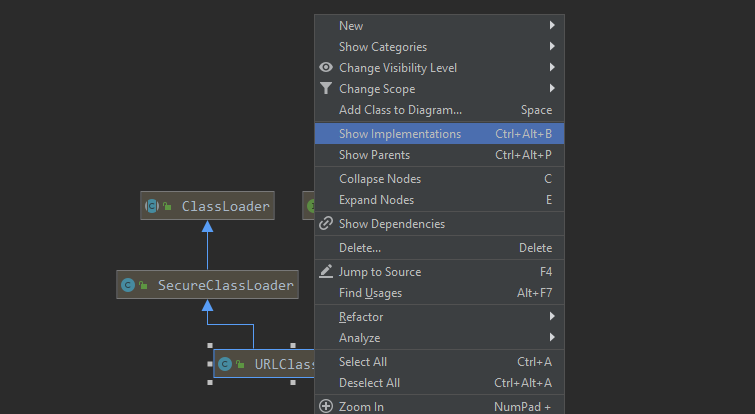 New
Show Categories
Change Visibility Level
Change Scope
Add Class to Diagram... Space
Show Implementations Ctrl+Alt+B
Show Parents Ctrl+Alt+P
Collapse Nodes C
Expand Nodes E
Show Dependencies
Delete... Delete
Jump to Source F4
Find Usages Alt+F7
Refactor
Analyze
Select All Ctrl+A
Deselect All Ctrl+Alt+A
Zoom In NumPad +
C ClassLoader
C SecureClassLoader
C URLClass